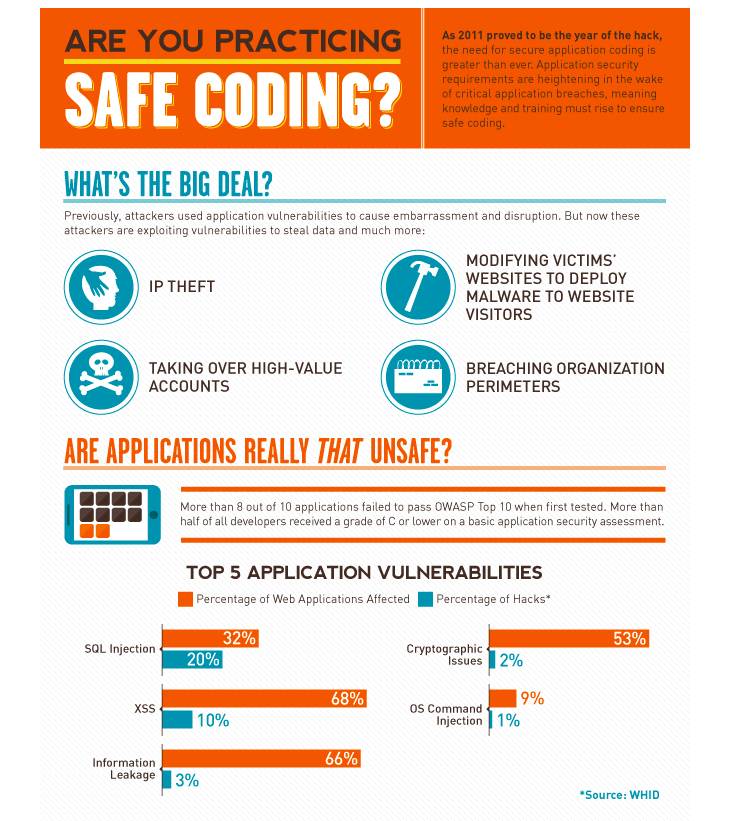 ARE YOU PRACTICING
SAFE CODING?
As 2011 proved to be the year of the hack,
the need for secure application coding is
greater than ever. Application security
requirements are heightening in the wake
of critical application breaches, meaning
knowledge and training must rise to ensure
safe coding.
WHAT'S THE BIG DEAL?
Previously, attackers used application vulnerabilities to cause embarrassment and disruption. But now these
attackers are exploiting vulnerabilities to steal data and much more:
IP THEFT
MODIFYING VICTIMS'
WEBSITES TO DEPLOY
MALWARE TO WEBSITE
VISITORS
TAKING OVER HIGH-VALUE
ACCOUNTS
BREACHING ORGANIZATION
PERIMETERS
ARE APPLICATIONS REALLY THAT UNSAFE?
More than 8 out of 10 applications failed to pass OWASP Top 10 when first tested. More than
half of all developers received a grade of C or lower on a basic application security assessment.
TOP 5 APPLICATION VULNERABILITIES
Percentage of Web Applications Affected
Percentage of Hacks*
SQL Injection
32%
20%
XSS
68%
10%
Information
Leakage
66%
3%
Cryptographic
Issues
53%
2%
OS Command
Injection
9%
1%
*Source: WHID